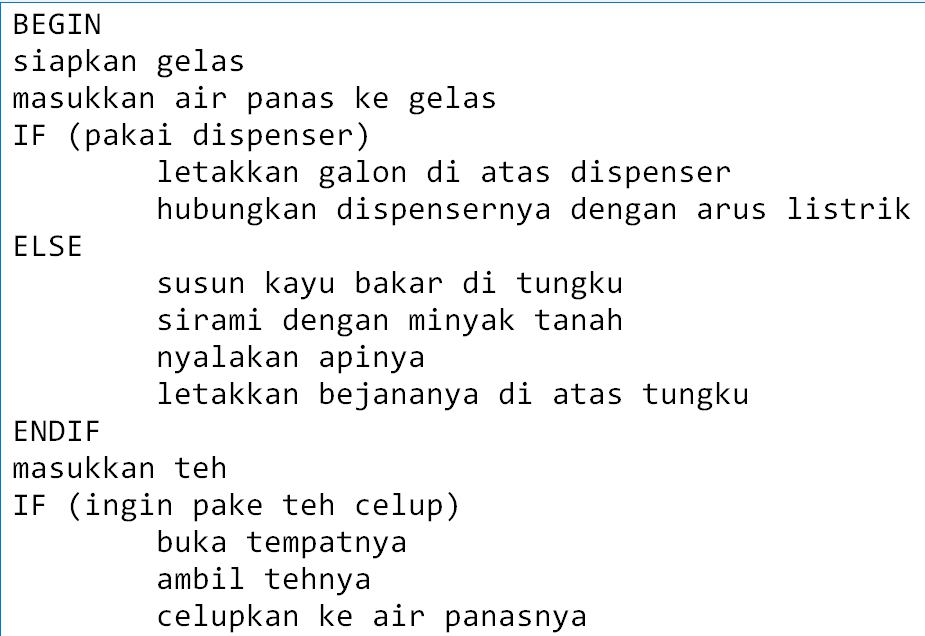 BEGIN
siapkan gelas
masukkan air panas ke gelas
IF (pakai dispenser)
letakkan galon di atas dispenser
hubungkan dispensernya dengan arus listrik
ELSE
susun kayu bakar di tungku
sirami dengan minyak tanah
nyalakan apinya
letakkan bejananya di atas tungku
ENDIF
masukkan teh
IF (ingin pake teh celup)
buka tempatnya
ambil tehnya
celupkan ke air panasnya